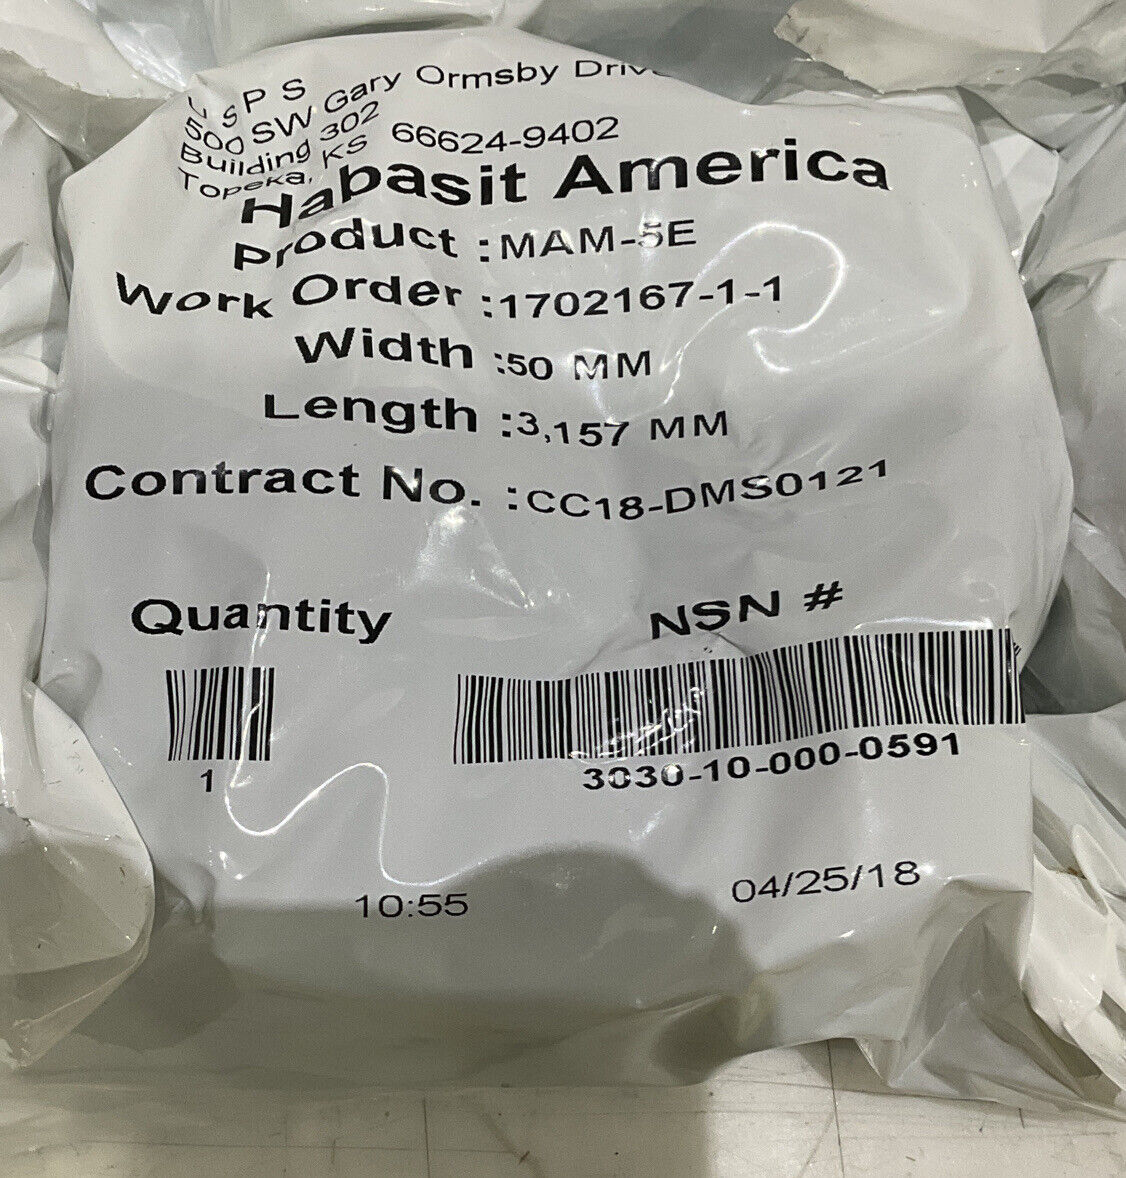 U S P S
500 SW Gary Ormsby Drive
Building 302
Topeka, KS 66624-9402
Habasit America
Product :MAM-5E
Work Order :1702167-1-1
Width :50 MM
Length :3,157 MM
Contract No. :CC18-DMS0121
Quantity NSN #
1 3030-10-000-0591
10:55 04/25/18